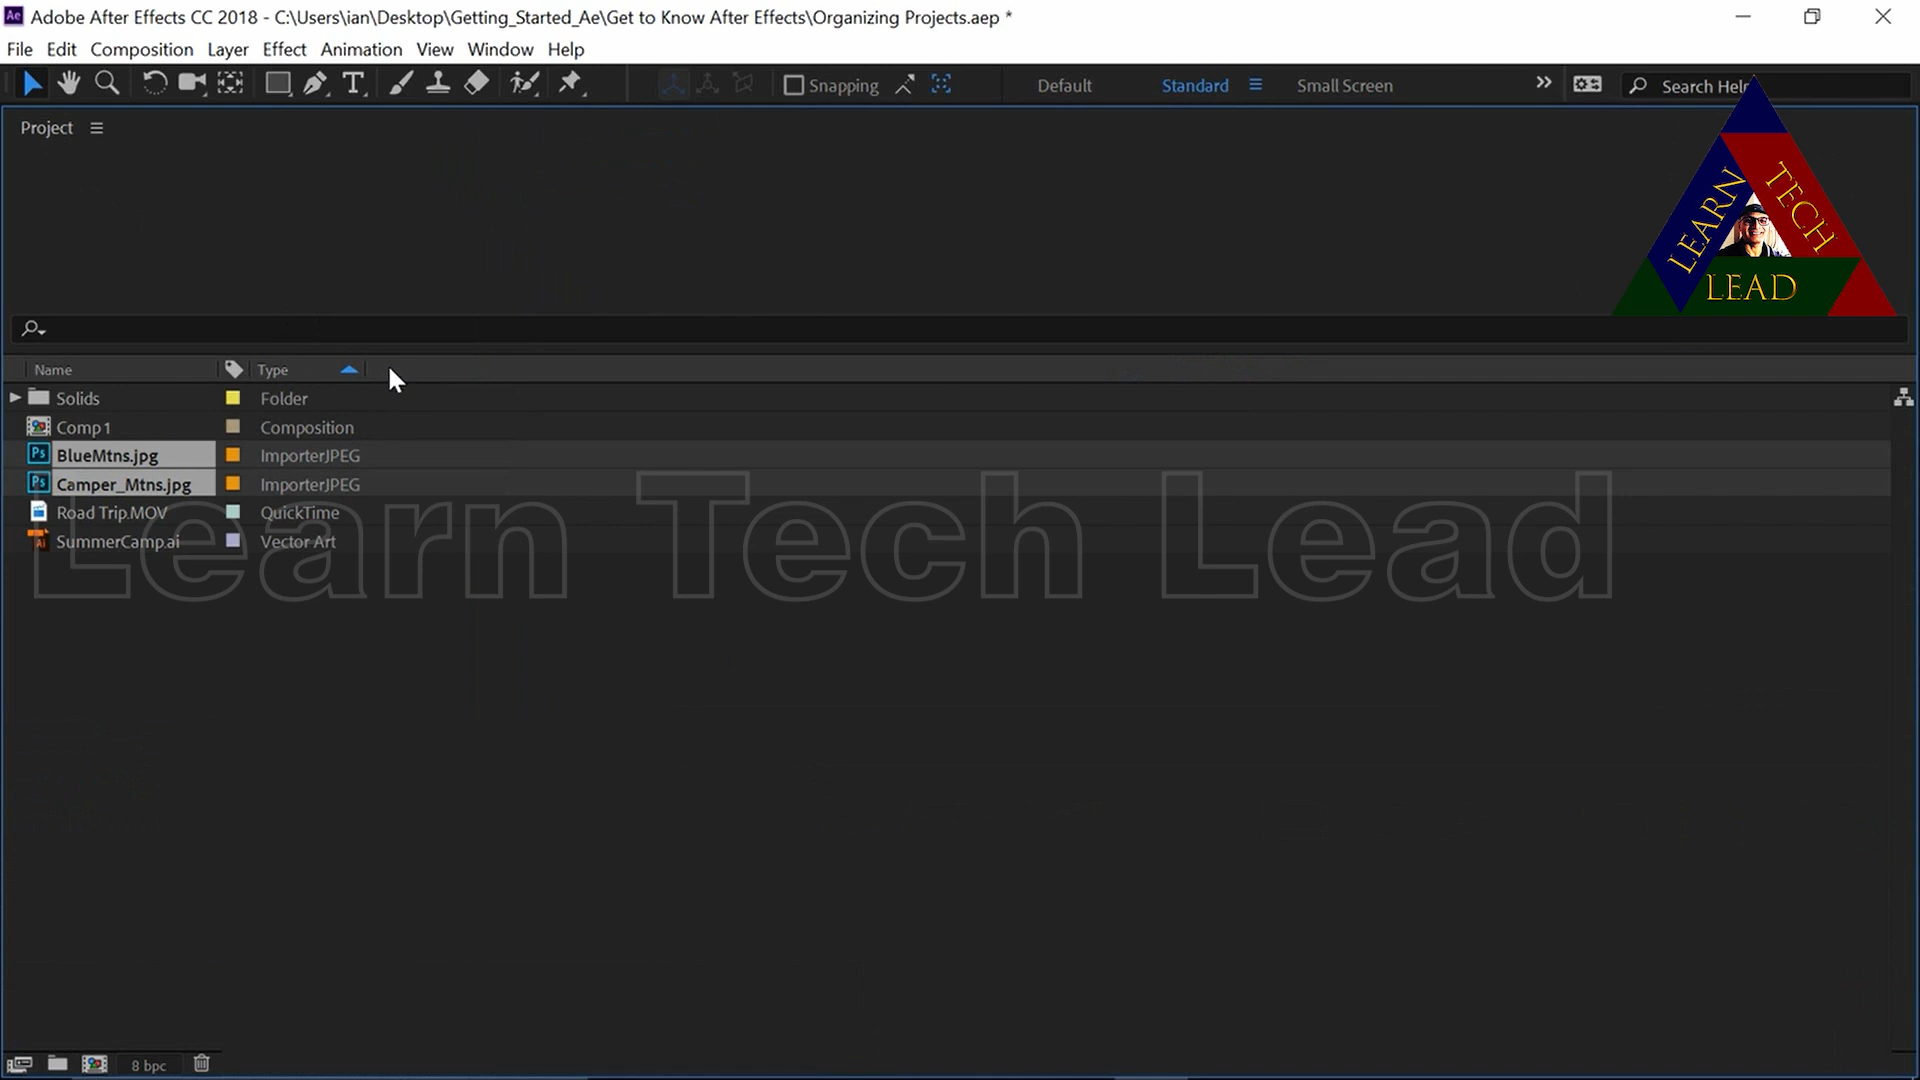 Adobe After Effects CC 2018 - C:\Users\ian\Desktop\Getting_Started_Ae\Get to Know After Effects\Organizing Projects.aep *
File Edit Composition Layer Effect Animation View Window Help
Snapping Default Standard Small Screen Search Help
Project
LEARN TECH
LEAD
Name Type
Solids Folder
Comp 1 Composition
BlueMtns.jpg ImporterJPEG
Camper_Mtns.jpg ImporterJPEG
Road Trip.MOV QuickTime
SummerCamp.ai Vector Art
Learn Tech Lead
8 bpc